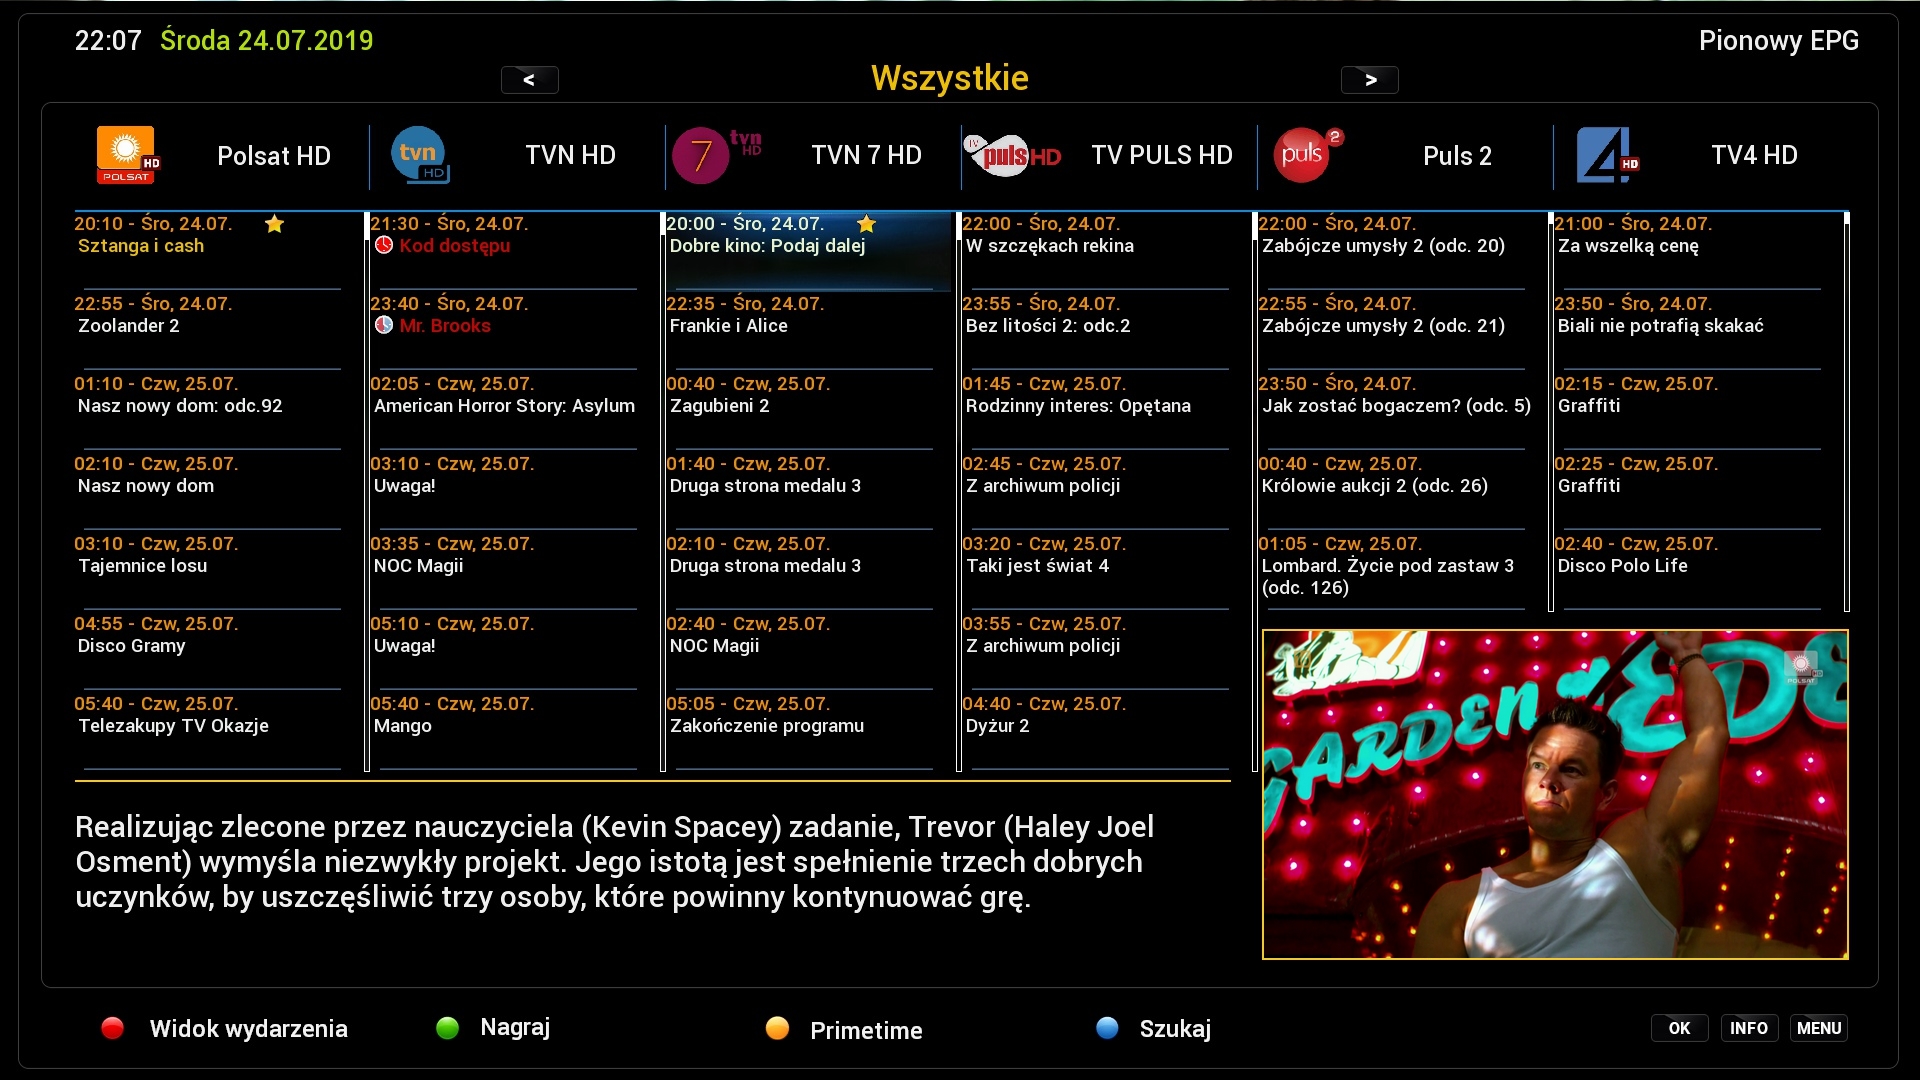 22:07 Środa 24.07.2019
Pionowy EPG
<
Wszystkie
>
HD
POLSAT
Polsat HD
tvn
HD
TVN HD
7
tvn
HD
TVN 7 HD
TV
puls HD
TV PULS HD
puls
2
Puls 2
4
HD
TV4 HD
20:10 - Śro, 24.07.
Sztanga i cash
22:55 - Śro, 24.07.
Zoolander 2
01:10 - Czw, 25.07.
Nasz nowy dom: odc.92
02:10 - Czw, 25.07.
Nasz nowy dom
03:10 - Czw, 25.07.
Tajemnice losu
04:55 - Czw, 25.07.
Disco Gramy
05:40 - Czw, 25.07.
Telezakupy TV Okazje
21:30 - Śro, 24.07.
Kod dostępu
23:40 - Śro, 24.07.
Mr. Brooks
02:05 - Czw, 25.07.
American Horror Story: Asylum
03:10 - Czw, 25.07.
Uwaga!
03:35 - Czw, 25.07.
NOC Magii
05:10 - Czw, 25.07.
Uwaga!
05:40 - Czw, 25.07.
Mango
20:00 - Śro, 24.07.
Dobre kino: Podaj dalej
22:35 - Śro, 24.07.
Frankie i Alice
00:40 - Czw, 25.07.
Zagubieni 2
01:40 - Czw, 25.07.
Druga strona medalu 3
02:10 - Czw, 25.07.
Druga strona medalu 3
02:40 - Czw, 25.07.
NOC Magii
05:05 - Czw, 25.07.
Zakończenie programu
22:00 - Śro, 24.07.
W szczękach rekina
23:55 - Śro, 24.07.
Bez litości 2: odc.2
01:45 - Czw, 25.07.
Rodzinny interes: Opętana
02:45 - Czw, 25.07.
Z archiwum policji
03:20 - Czw, 25.07.
Taki jest świat 4
03:55 - Czw, 25.07.
Z archiwum policji
04:40 - Czw, 25.07.
Dyżur 2
22:00 - Śro, 24.07.
Zabójcze umysły 2 (odc. 20)
22:55 - Śro, 24.07.
Zabójcze umysły 2 (odc. 21)
23:50 - Śro, 24.07.
Jak zostać bogaczem? (odc. 5)
00:40 - Czw, 25.07.
Królowie aukcji 2 (odc. 26)
01:05 - Czw, 25.07.
Lombard. Życie pod zastaw 3
(odc. 126)
21:00 - Śro, 24.07.
Za wszelką cenę
23:50 - Śro, 24.07.
Biali nie potrafią skakać
02:15 - Czw, 25.07.
Graffiti
02:25 - Czw, 25.07.
Graffiti
02:40 - Czw, 25.07.
Disco Polo Life
GARDEN
POLSAT
Realizując zlecone przez nauczyciela (Kevin Spacey) zadanie, Trevor (Haley Joel
Osment) wymyśla niezwykły projekt. Jego istotą jest spełnienie trzech dobrych
uczynków, by uszczęśliwić trzy osoby, które powinny kontynuować grę.
Widok wydarzenia
Nagraj
Primetime
Szukaj
OK
INFO
MENU